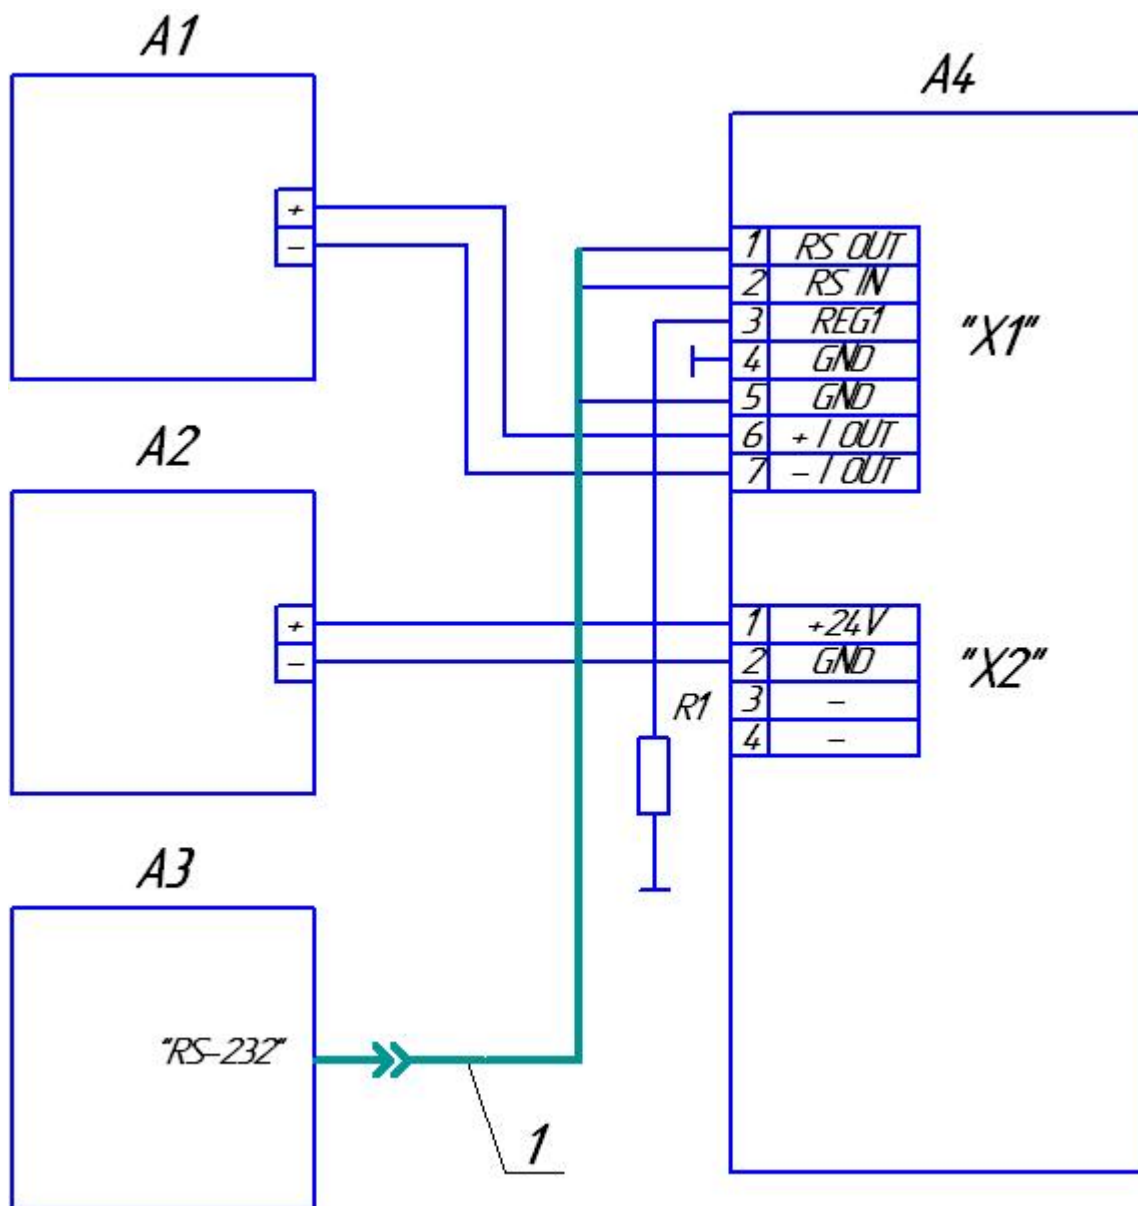 A1
+
-
A2
+
-
A3
"RS-232"
1
R1
A4
1 RS OUT
2 RS IN
3 REG1
4 GND
5 GND
6 + I OUT
7 - I OUT
"X1"
1 +24V
2 GND
3 -
4 -
"X2"